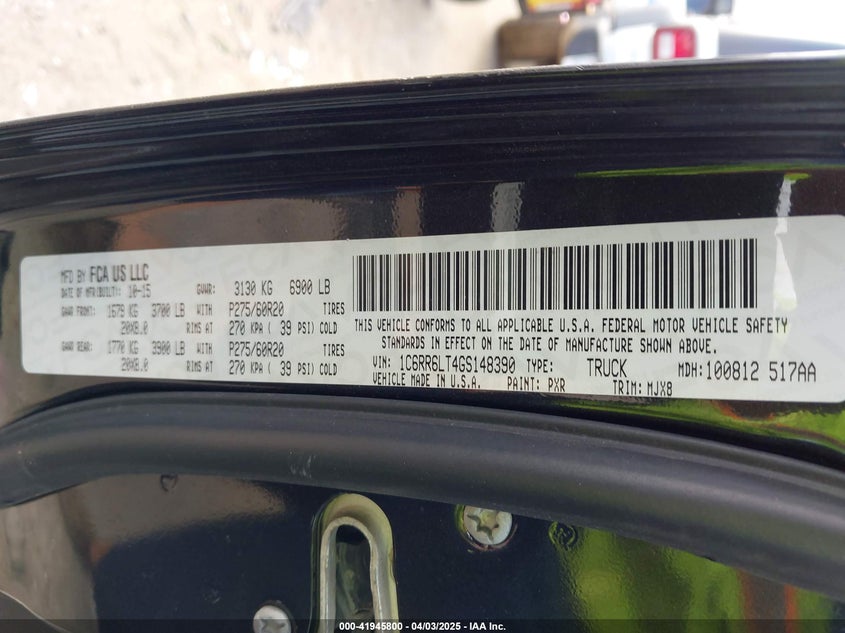 MFD BY FCA US LLC
DATE OF MFR(BUILT): 10-15 GVWR: 3130 KG 6900 LB
GAWR FRONT: 1679 KG 3700 LB WITH P275/60R20 TIRES
20X8.0 RIMS AT 270 KPA ( 39 PSI) COLD
GAWR REAR: 1770 KG 3900 LB WITH P275/60R20 TIRES
20X8.0 RIMS AT 270 KPA ( 39 PSI) COLD
THIS VEHICLE CONFORMS TO ALL APPLICABLE U.S.A. FEDERAL MOTOR VEHICLE SAFETY
STANDARDS IN EFFECT ON THE DATE OF MANUFACTURE SHOWN ABOVE.
VIN: 1C6RR6LT4GS148390 TYPE: TRUCK MDH:100812 517AA
VEHICLE MADE IN U.S.A. PAINT: PXR TRIM: MJX8
000-41945800 - 04/03/2025 - IAA Inc.